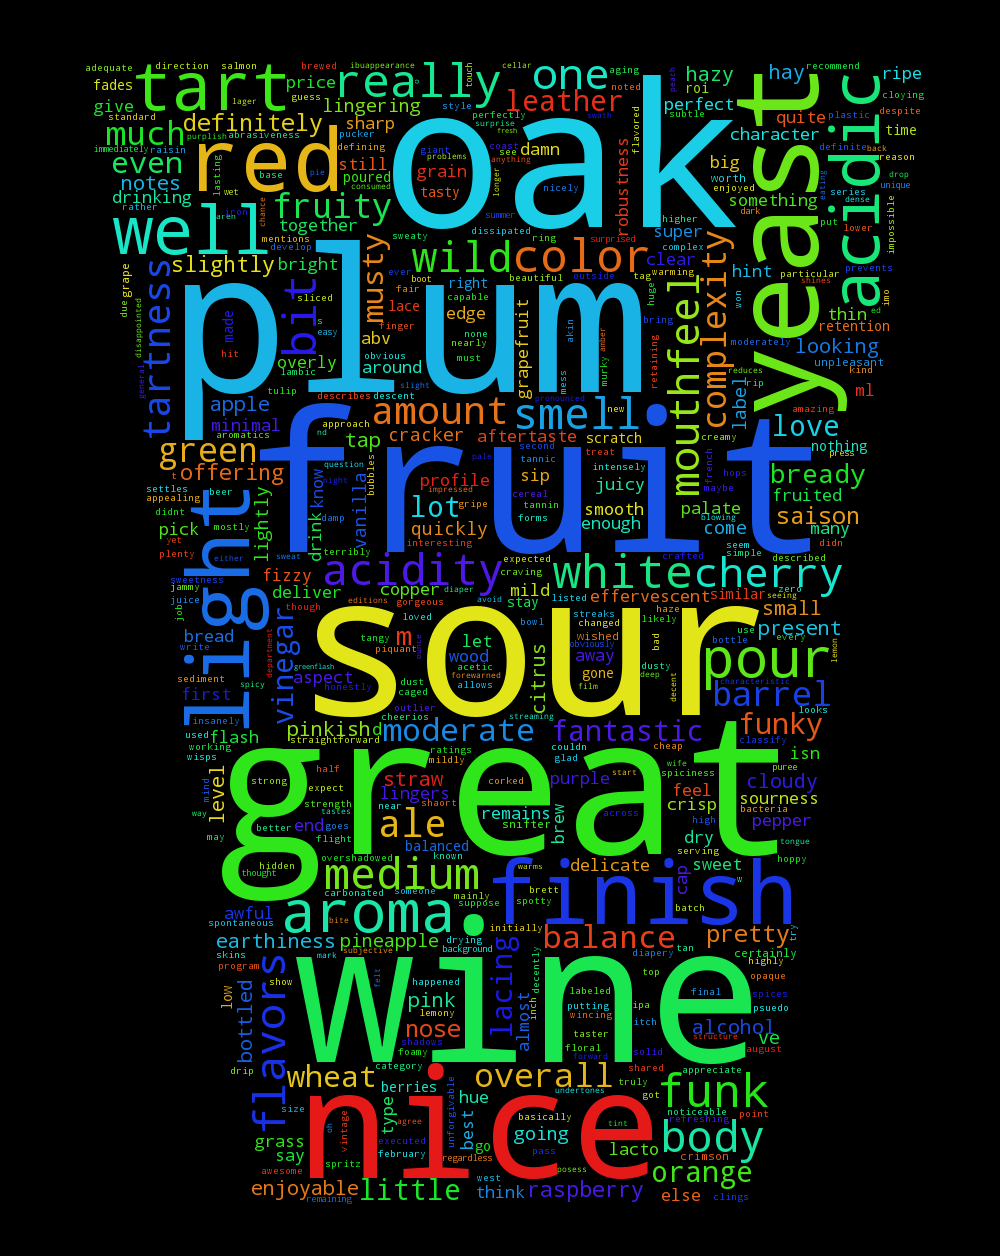 adequate direction salmon brewed ibuappearance cellar aging recommend
tart really one hazy hay ripe
fades standard price guess lager style touch noted perfectly leather roi perfect yeast acidic cloying
give much definitely lingering sharp oak subtle quite plastic despite time
immediately purplish abrasiveness red defining pucker surprise fresh coast see damn flavored character definite back reason
even raisin lasting base still giant problems anything big
notes tasty grain longer nicely robustness worth enjoyed series dense drop unique
drinking rather wet pie poured consumed something eating
well iron chance fruity summer higher dark put lower impossible
aren together sweaty dissipated ring super
mentions develop wild color surprised clear complex complexity hint particular prevents
slightly bright musty ever boot beautiful outside tag warming won shines imo ed
tartness plum bit right capable huge bring mouthfeel thin
due grape sliced fair lace edge akin retention
disappointed made easy finger none nearly grapefruit amber murky retaining moderately looking
hit overly abv obvious around must mess reduces unpleasant kind
general lambic describes descent slight pronounced rip amazing ml
apple tulip amount smell new label love
minimal approach cracker aftertaste second scratch creamy nothing
green aromatics tap tannic treat french hops press
offering nd question know profile pale sip intensely maybe bready
settles t night bubbles impressed cereal juicy palate fruited
appealing beer lightly fruit vanilla lot gripe tannin smooth blowing saison
didnt pick mostly drink damp quickly forms enough come many
yet plenty either terribly interesting seem described didn
light fizzy sweat acidity expected crafted simple
sweetness deliver diaper craving white cherry zero
jammy juice though editions copper avoid mild effervescent similar seeing small
job bread write vinegar loved gorgeous stay listed haze likely every
tangy m bowl streaks changed bad use bottle present
sediment aspect piquant sour let obviously wished pour lemon
department wood citrus away dusty
greenflash acetic forewarned gone deep
spicy first honestly dust caged allows film decent barrel characteristic
insanely outlier cheerios streaming looks
used flash pinkish d moderate fantastic funky
working straightforward ratings couldn cheap classify isn
wisps great mildly glad wife puree
mind level strong half straw corked purple start spiciness feel cloudy
way expect lingers crisp sourness
strength near shaort remains across bacteria pepper
tastes ale snifter brew high
may better end goes dry tongue
flight balanced serving hoppy
hidden overshadowed known delicate sweet
thought medium warms finish cap w
carbonated someone mainly brett
awful suppose spotty batch
spontaneous aroma. bite initially pretty try
earthiness pineapple drying balance tan certainly
skins mark subjective background diapery highly
program show felt happened lacing decently top opaque
low wine pink lemony inch labeled final spices
bottled flavors nose almost putting ipa psuedo
wincing itch alcohol
shadows taster structure ve
drip foamy floral solid august
category forward shared appreciate
wheat berries overall truly
size type hue undertones got funk
oh vintage nice agree unforgivable best basically noticeable point
refreshing
grass executed going tint lacto body
say february go pass
spritz regardless crimson
awesome posess orange
enjoyable little west think raspberry else
remaining clings